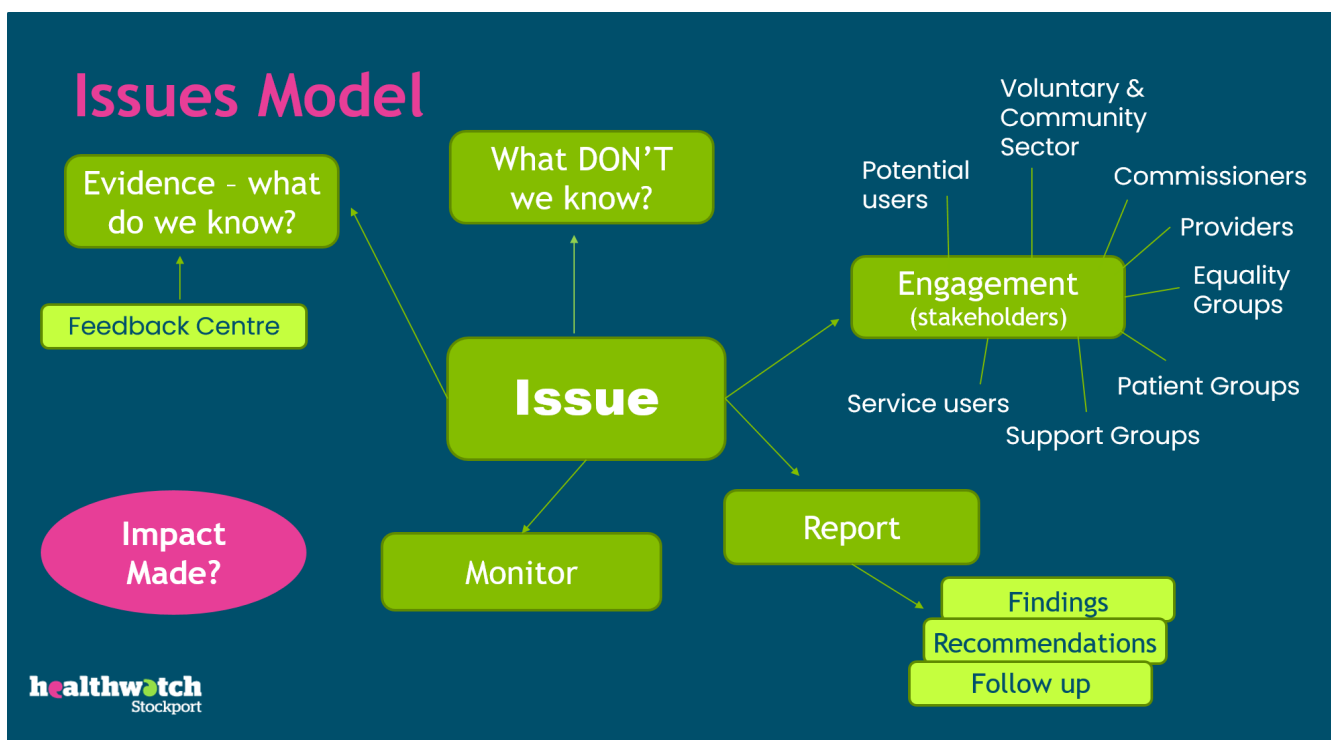 Issues Model
Evidence – what
do we know?
Feedback Centre
What DON’T
we know?
Voluntary &
Community
Sector
Potential
users
Commissioners
Providers
Engagement
(stakeholders)
Equality
Groups
Patient Groups
Service users
Support Groups
Issue
Impact
Made?
Monitor
Report
Findings
Recommendations
Follow up
healthwatch
Stockport